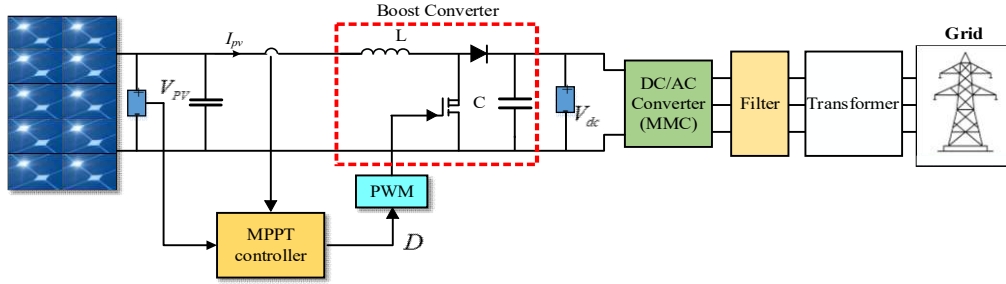 Boost Converter
Grid
I_pv
L
V_PV
C
V_dc
DC/AC
Converter
(MMC)
Filter
Transformer
PWM
MPPT
controller
D